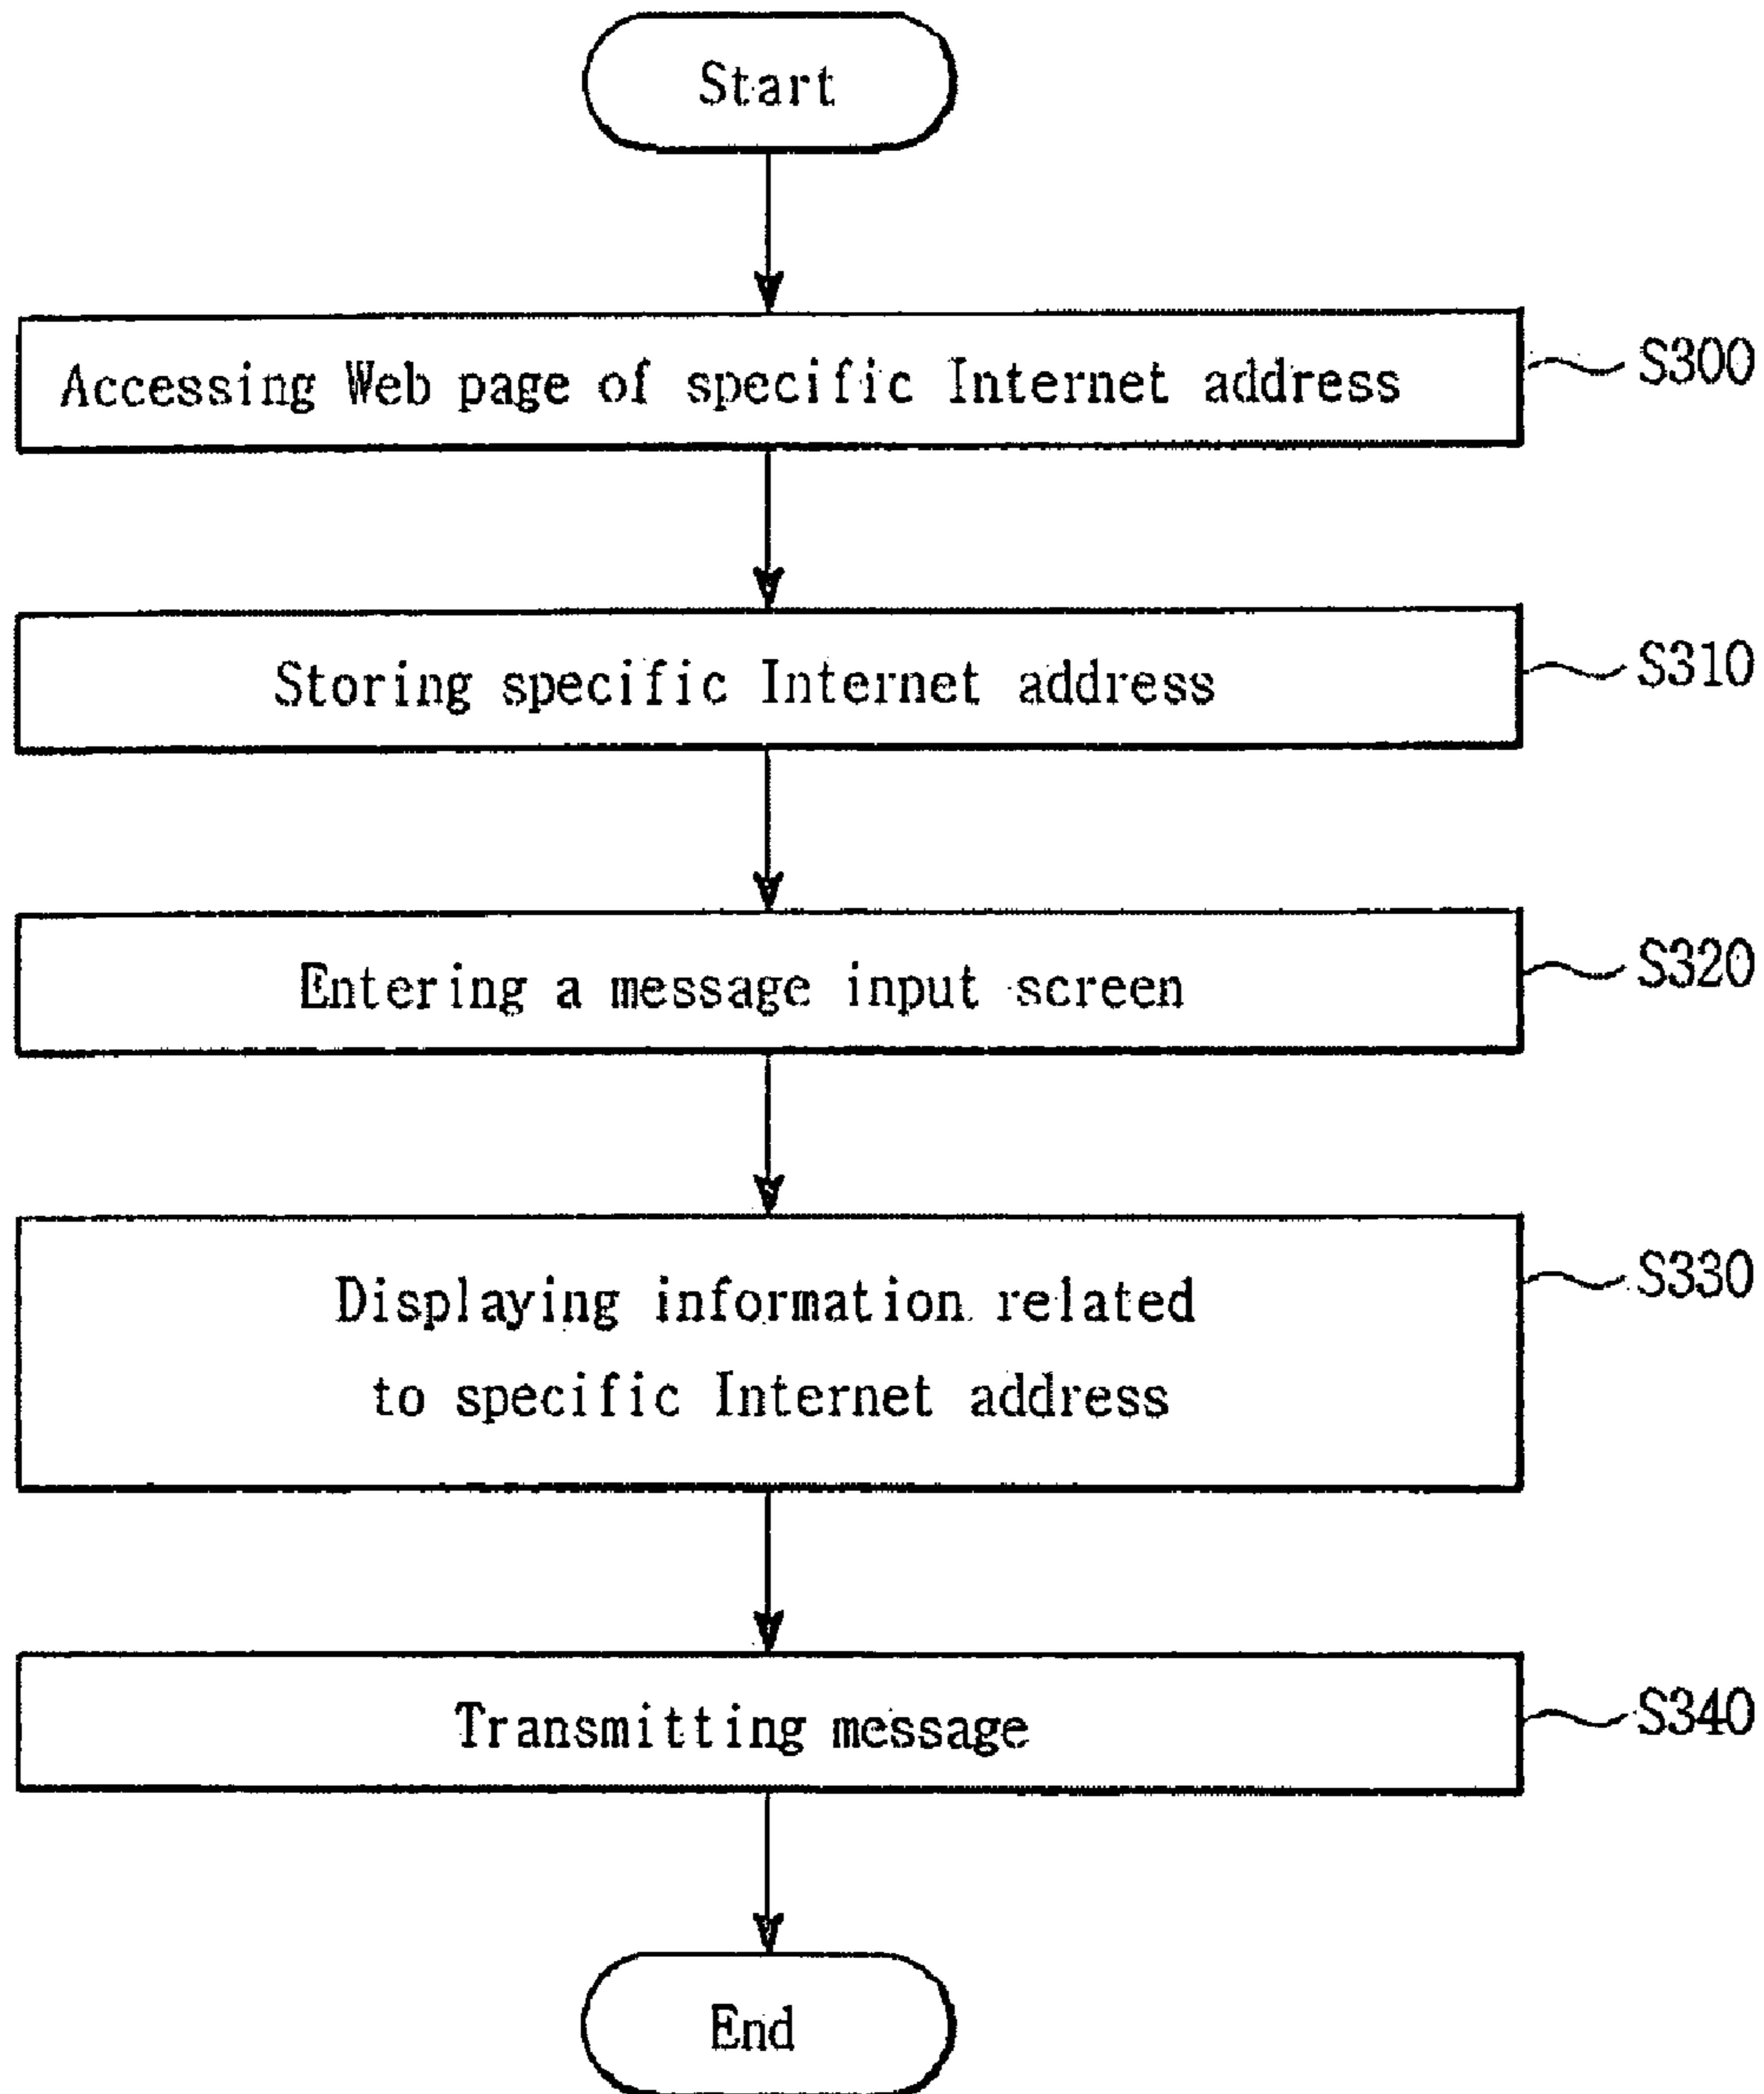 Start
Accessing Web page of specific Internet address
S300
Storing specific Internet address
S310
Entering a message input screen
S320
Displaying information related
to specific Internet address
S330
Transmitting message
S340
End